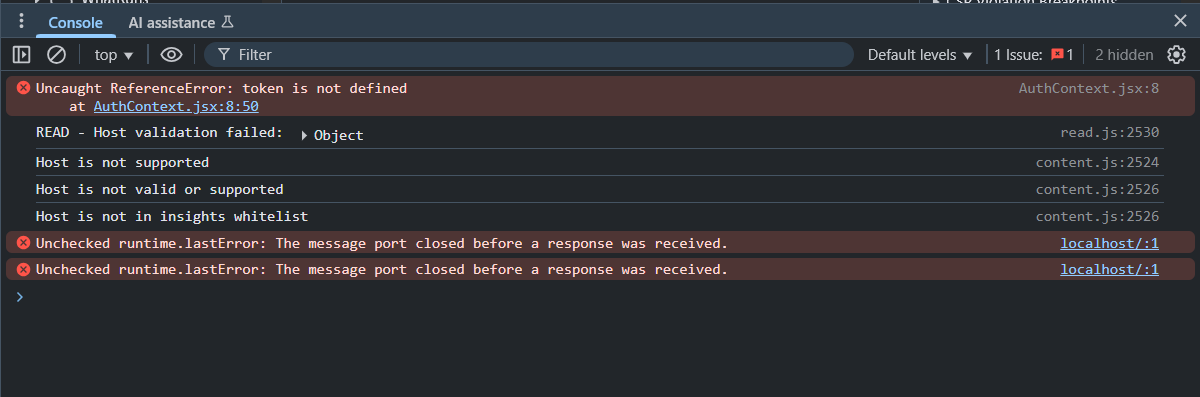 Console AI assistance
top Filter Default levels 1 Issue: 1 2 hidden
Uncaught ReferenceError: token is not defined AuthContext.jsx:8
at AuthContext.jsx:8:50
READ - Host validation failed: Object read.js:2530
Host is not supported content.js:2524
Host is not valid or supported content.js:2526
Host is not in insights whitelist content.js:2526
Unchecked runtime.lastError: The message port closed before a response was received. localhost/:1
Unchecked runtime.lastError: The message port closed before a response was received. localhost/:1